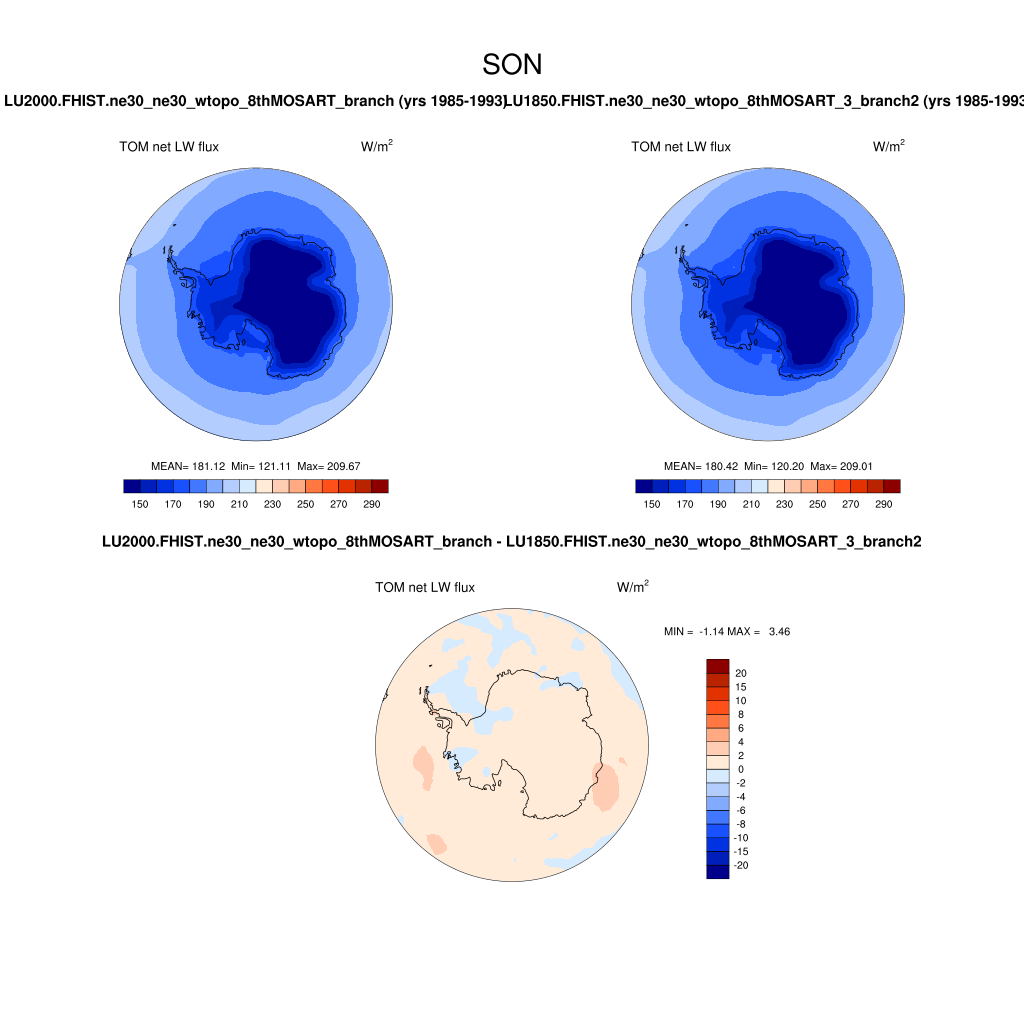 SON
LU2000.FHIST.ne30_ne30_wtopo_8thMOSART_branch (yrs 1985-1993)
LU1850.FHIST.ne30_ne30_wtopo_8thMOSART_3_branch2 (yrs 1985-1993
TOM net LW flux W/m2
TOM net LW flux W/m2
MEAN= 181.12 Min= 121.11 Max= 209.67
MEAN= 180.42 Min= 120.20 Max= 209.01
150 170 190 210 230 250 270 290
150 170 190 210 230 250 270 290
LU2000.FHIST.ne30_ne30_wtopo_8thMOSART_branch - LU1850.FHIST.ne30_ne30_wtopo_8thMOSART_3_branch2
TOM net LW flux W/m2
MIN = -1.14 MAX = 3.46
20
15
10
8
6
4
2
0
-2
-4
-6
-8
-10
-15
-20